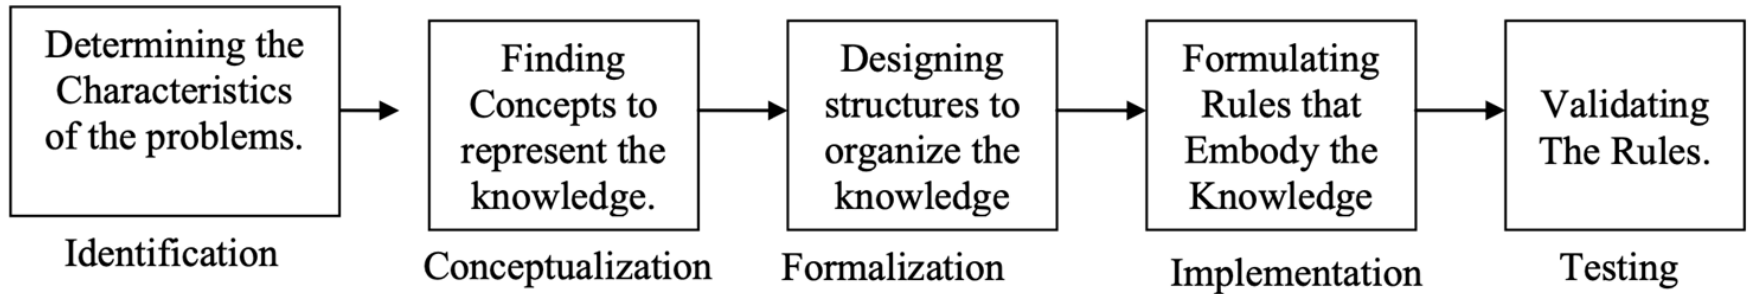 Determining the
Characteristics
of the problems.
Identification
Finding
Concepts to
represent the
knowledge.
Conceptualization
Designing
structures to
organize the
knowledge
Formalization
Formulating
Rules that
Embody the
Knowledge
Implementation
Validating
The Rules.
Testing